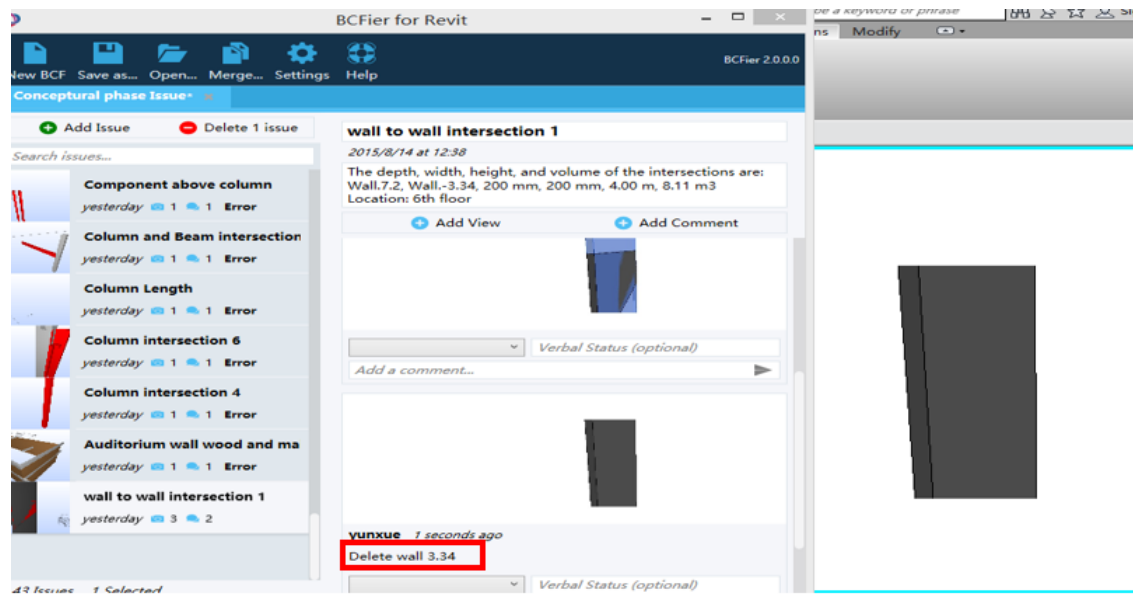 BCFier for Revit
New BCF Save as... Open... Merge... Settings Help
BCFier 2.0.0.0
Conceptural phase Issue*
Add Issue Delete 1 issue
Search issues...
Component above column
yesterday 1 1 Error
Column and Beam intersection
yesterday 1 1 Error
Column Length
yesterday 1 1 Error
Column intersection 6
yesterday 1 1 Error
Column intersection 4
yesterday 1 1 Error
Auditorium wall wood and ma
yesterday 1 1 Error
wall to wall intersection 1
yesterday 3 2
43 Issues 1 Selected
wall to wall intersection 1
2015/8/14 at 12:38
The depth, width, height, and volume of the intersections are:
Wall.7.2, Wall.-3.34, 200 mm, 200 mm, 4.00 m, 8.11 m3
Location: 6th floor
Add View Add Comment
Verbal Status (optional)
Add a comment...
yunxue 1 seconds ago
Delete wall 3.34
Verbal Status (optional)
a keyword or phrase
Modify